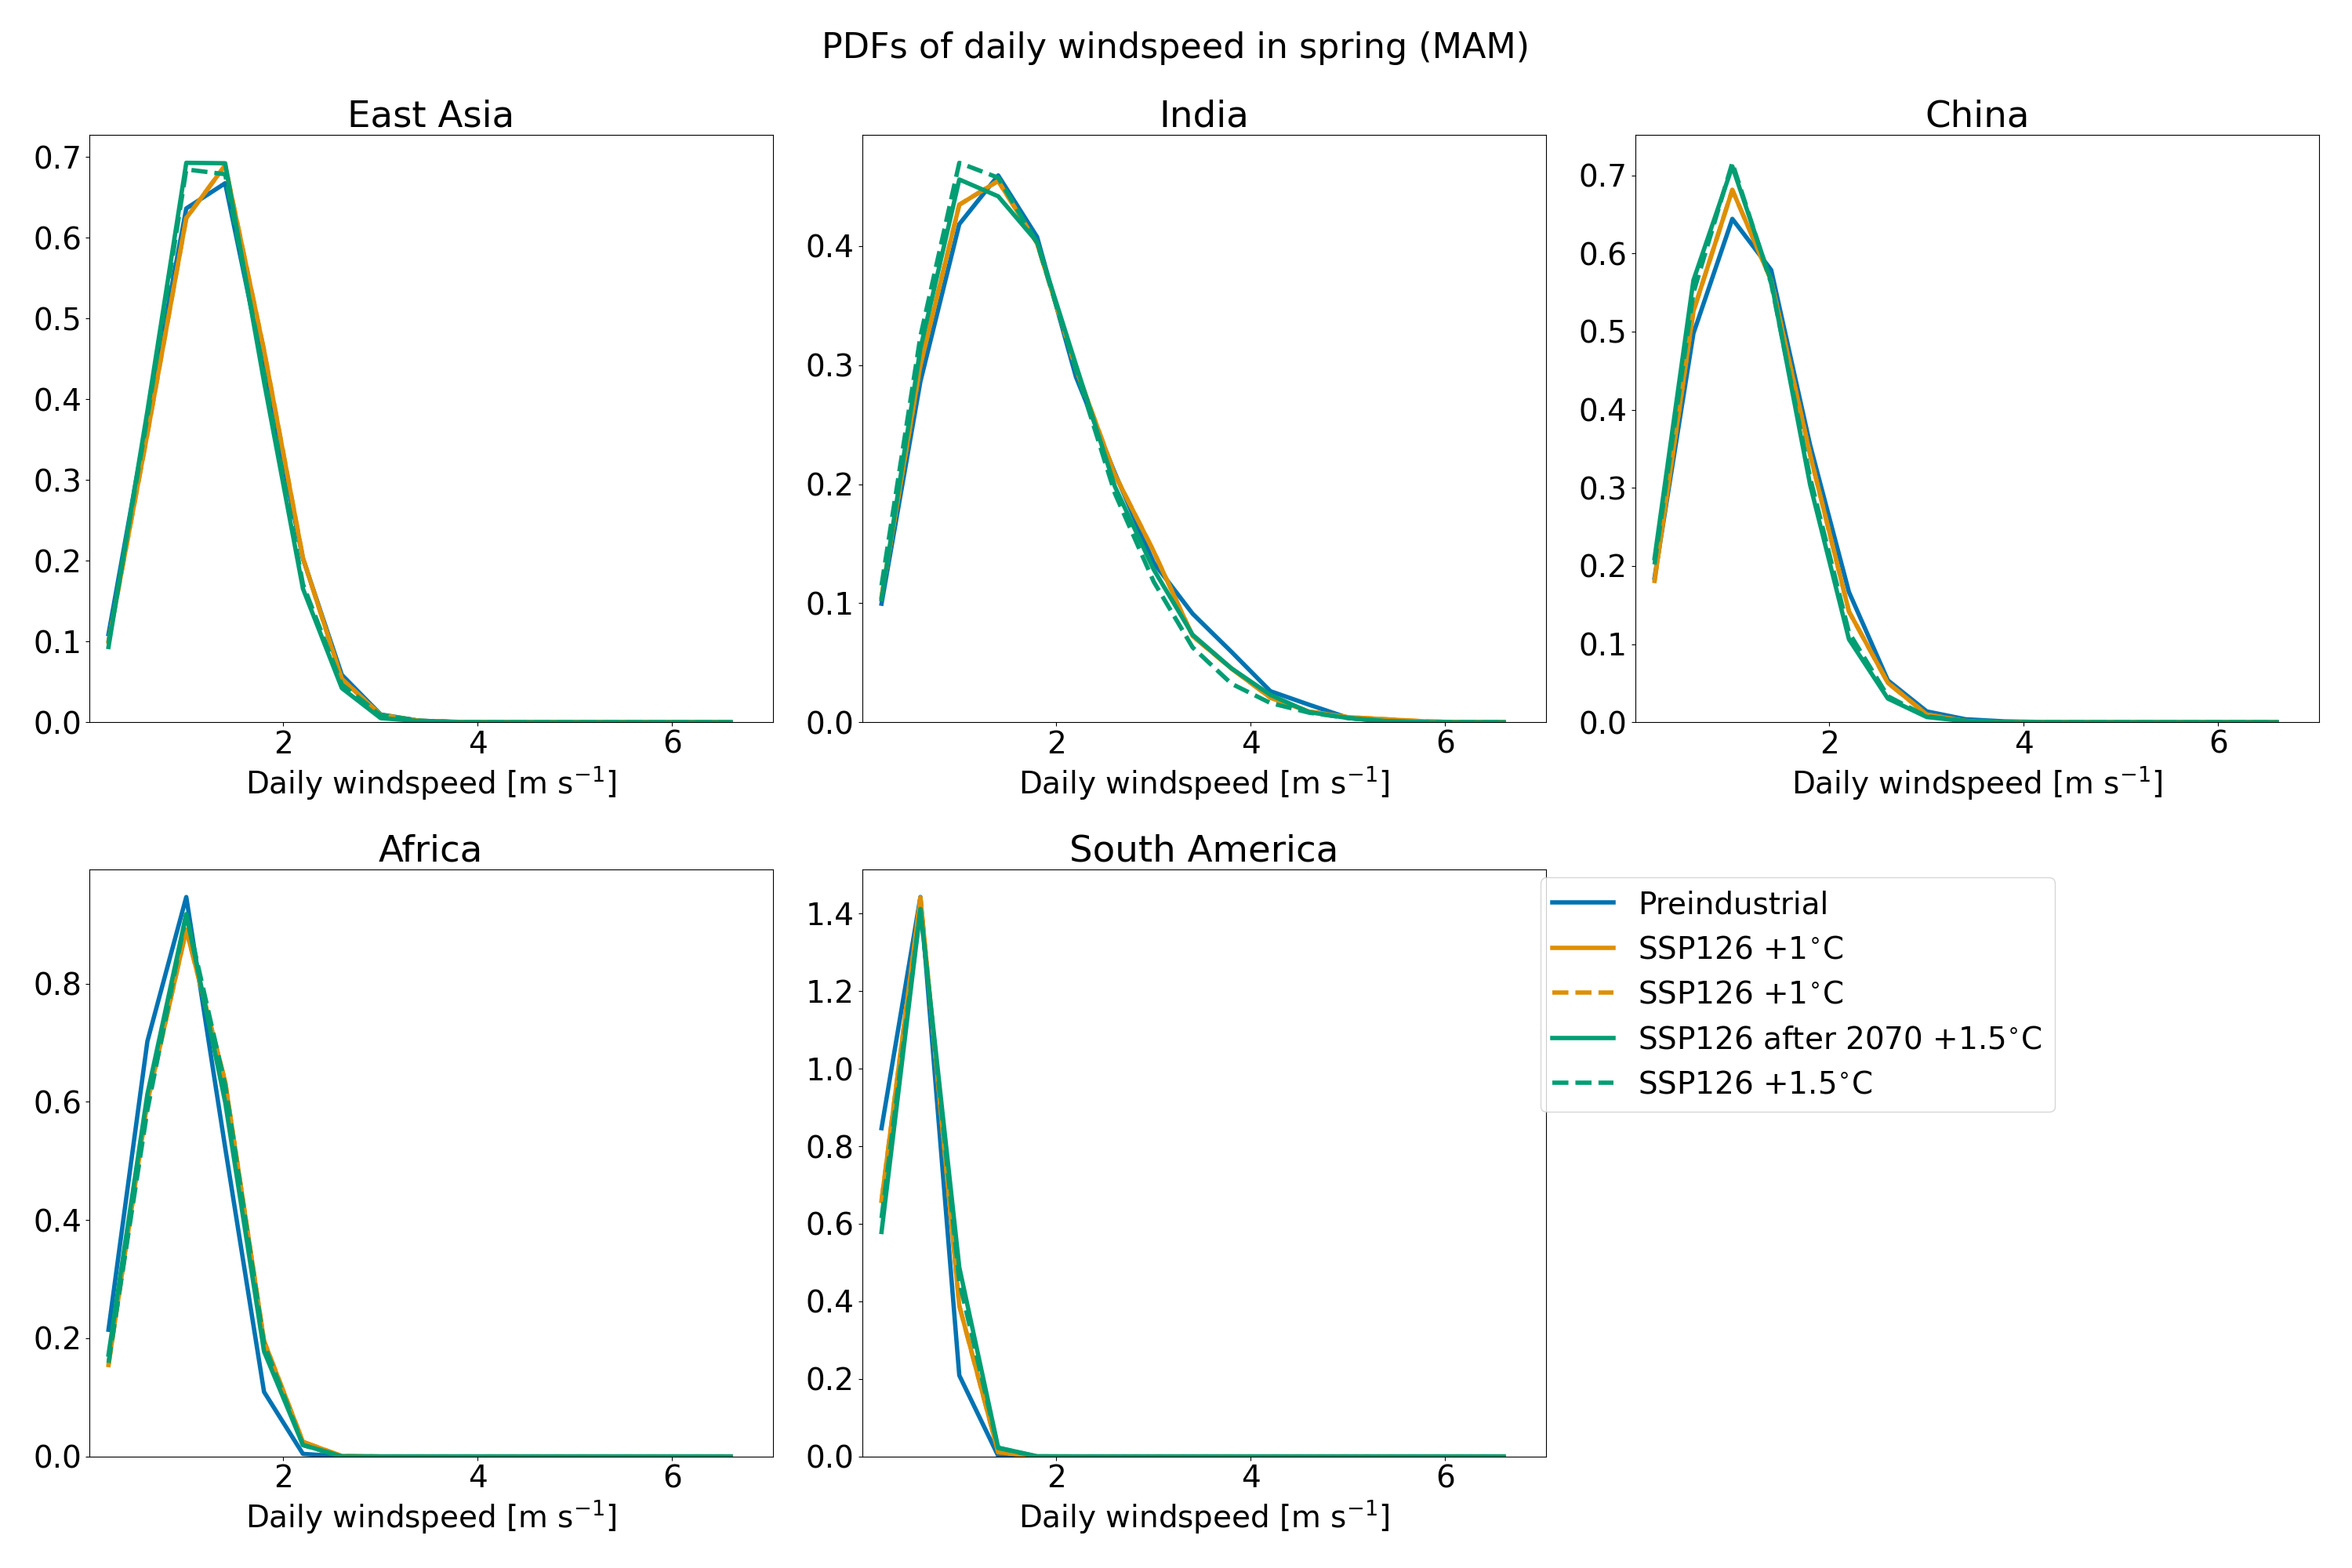 PDFs of daily windspeed in spring (MAM)
East Asia
0.7
0.6
0.5
0.4
0.3
0.2
0.1
0.0
2 4 6
Daily windspeed [m s⁻¹]
India
0.4
0.3
0.2
0.1
0.0
2 4 6
Daily windspeed [m s⁻¹]
China
0.7
0.6
0.5
0.4
0.3
0.2
0.1
0.0
2 4 6
Daily windspeed [m s⁻¹]
Africa
0.8
0.6
0.4
0.2
0.0
2 4 6
Daily windspeed [m s⁻¹]
South America
1.4
1.2
1.0
0.8
0.6
0.4
0.2
0.0
2 4 6
Daily windspeed [m s⁻¹]
Preindustrial
SSP126 +1°C
SSP126 +1°C
SSP126 after 2070 +1.5°C
SSP126 +1.5°C